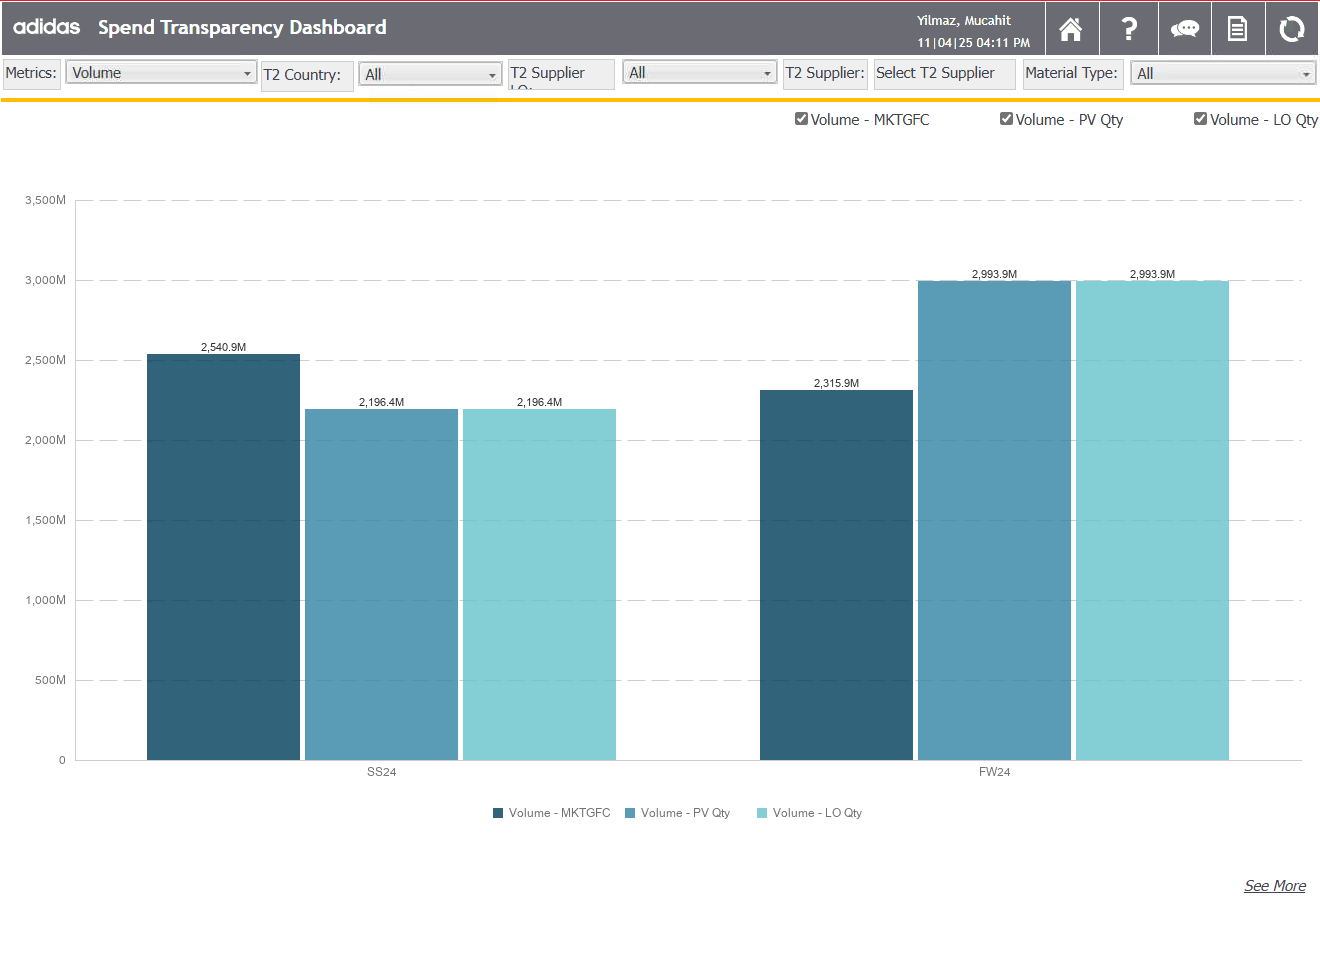 adidas Spend Transparency Dashboard
Yilmaz, Mucahit
11|04|25 04:11 PM
Metrics: Volume T2 Country: All T2 Supplier LO: All T2 Supplier: Select T2 Supplier Material Type: All
Volume - MKTGFC Volume - PV Qty Volume - LO Qty
3,500M
3,000M
2,993.9M 2,993.9M
2,540.9M
2,500M
2,315.9M
2,196.4M 2,196.4M
2,000M
1,500M
1,000M
500M
0
SS24 FW24
Volume - MKTGFC Volume - PV Qty Volume - LO Qty
See More